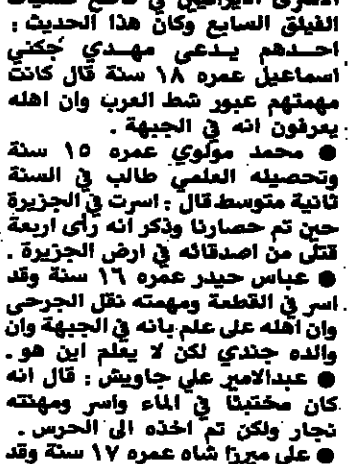 الاسرى الايرانيين في قاطع عمليات
الفيلق السابع وكان هذا الحديث :
احدهم يدعى مهدي جكني
اسماعيل عمره ١٨ سنة قال كانت
مهمتهم عبور شط العرب وان اهله
يعرفون انه في الجبهة .
● محمد مولوي عمره ١٥ سنة
وتحصيله العلمي طالب في السنة
ثانية متوسط قال : اسرت في الجزيرة
حين تم حصارنا وذكر انه رأى اربعة
قتلى من اصدقائه في ارض الجزيرة .
● عباس حيدر عمره ١٦ سنة وقد
اسر في القطعة ومهمته نقل الجرحى
وان اهله على علم بانه في الجبهة وان
والده جندي لكن لا يعلم اين هو .
● عبدالامير علي جاويش : قال انه
كان مختبئا في الماء واسر ومهنته
نجار ولكن تم اخذه الى الحرس .
● علي ميرزا شاه عمره ١٧ سنة وقد